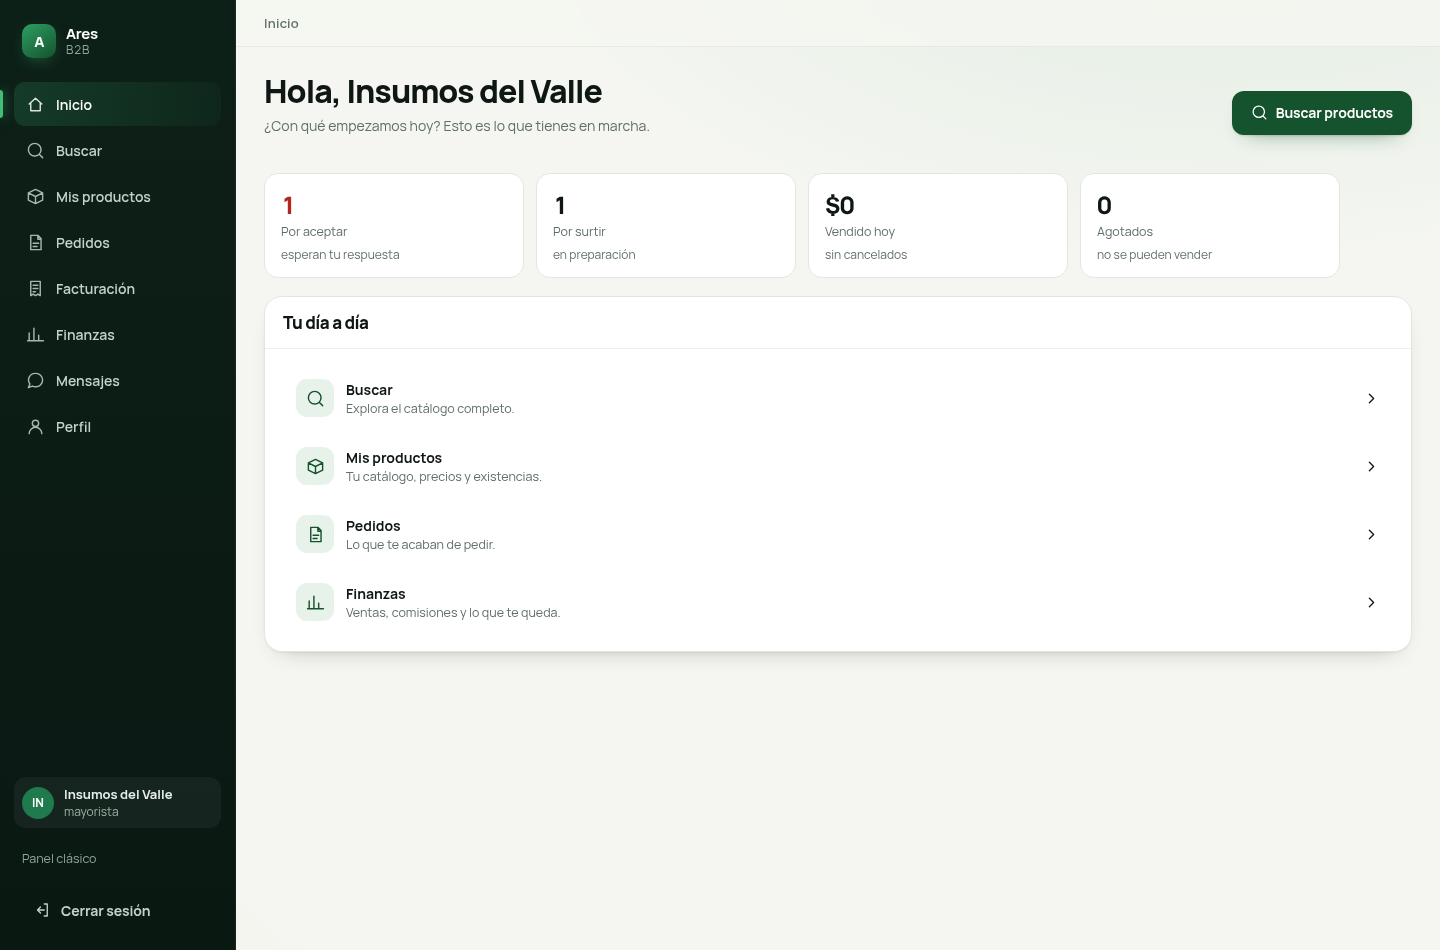 A
Ares
B2B
Inicio
Buscar
Mis productos
Pedidos
Facturación
Finanzas
Mensajes
Perfil
IN
Insumos del Valle
mayorista
Panel clásico
Cerrar sesión
Inicio
Hola, Insumos del Valle
¿Con qué empezamos hoy? Esto es lo que tienes en marcha.
Buscar productos
1
Por aceptar
esperan tu respuesta
1
Por surtir
en preparación
$0
Vendido hoy
sin cancelados
0
Agotados
no se pueden vender
Tu día a día
Buscar
Explora el catálogo completo.
Mis productos
Tu catálogo, precios y existencias.
Pedidos
Lo que te acaban de pedir.
Finanzas
Ventas, comisiones y lo que te queda.